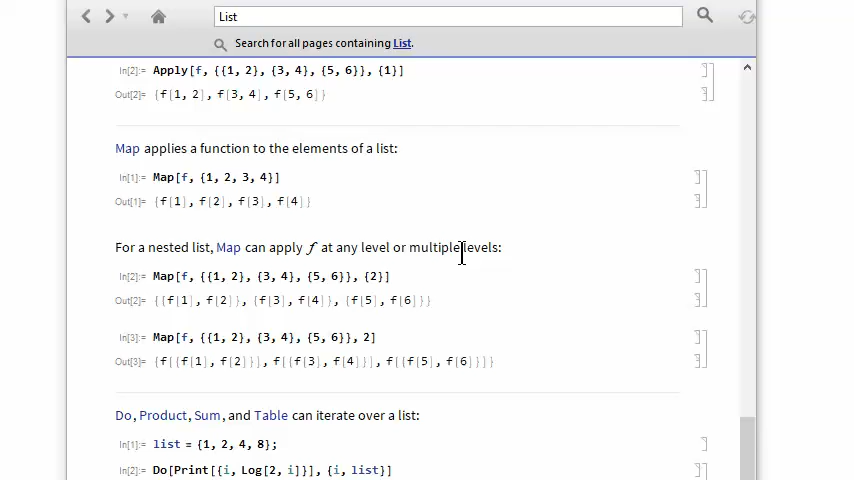 List
Search for all pages containing List.
In[2]:= Apply[f, {{1, 2}, {3, 4}, {5, 6}}, {1}]
Out[2]= {f[1, 2], f[3, 4], f[5, 6]}
Map applies a function to the elements of a list:
In[1]:= Map[f, {1, 2, 3, 4}]
Out[1]= {f[1], f[2], f[3], f[4]}
For a nested list, Map can apply f at any level or multiple levels:
In[2]:= Map[f, {{1, 2}, {3, 4}, {5, 6}}, {2}]
Out[2]= {{f[1], f[2]}, {f[3], f[4]}, {f[5], f[6]}}
In[3]:= Map[f, {{1, 2}, {3, 4}, {5, 6}}, 2]
Out[3]= {f[{f[1], f[2]}], f[{f[3], f[4]}], f[{f[5], f[6]}]}
Do, Product, Sum, and Table can iterate over a list:
In[1]:= list = {1, 2, 4, 8};
In[2]:= Do[Print[{i, Log[2, i]}], {i, list}]